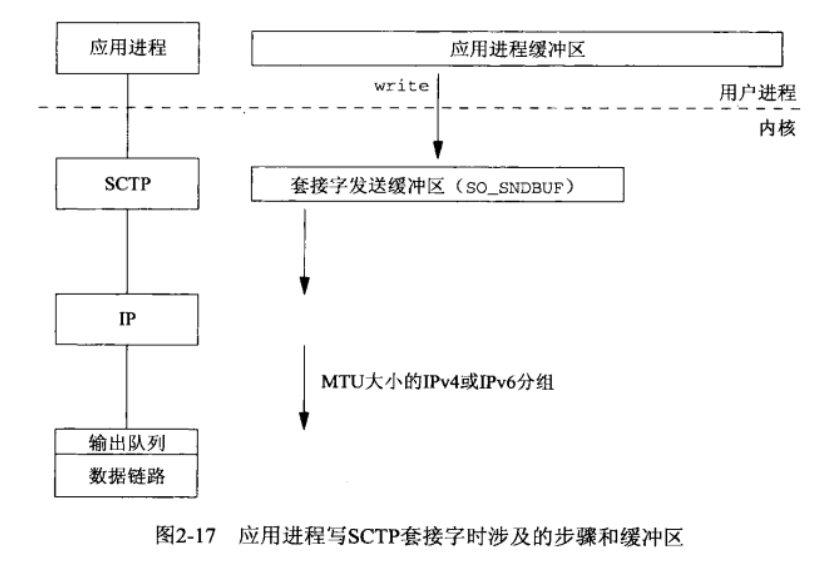 应用进程
应用进程缓冲区
write
用户进程
内核
SCTP
套接字发送缓冲区（SO_SNDBUF）
IP
MTU大小的IPv4或IPv6分组
输出队列
数据链路
图2-17 应用进程写SCTP套接字时涉及的步骤和缓冲区